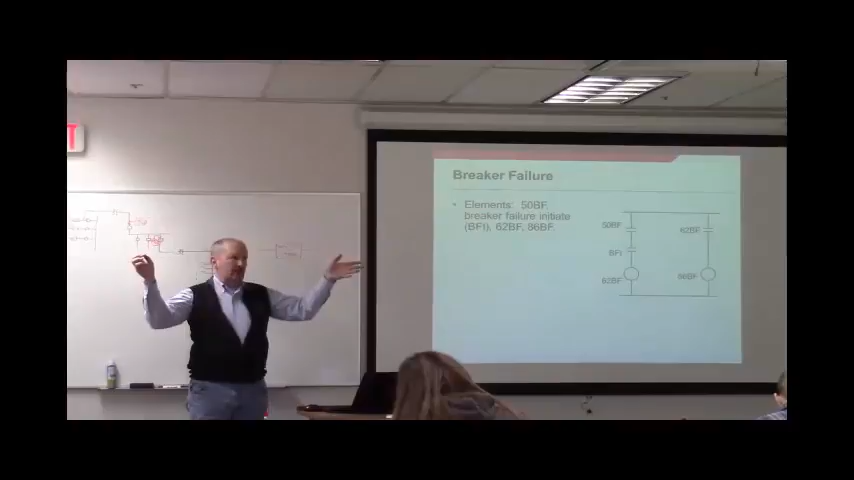 T
Breaker Failure
• Elements: 50BF,
breaker failure initiate
(BFI), 62BF, 86BF.
50BF
62BF
BFI
62BF
86BF